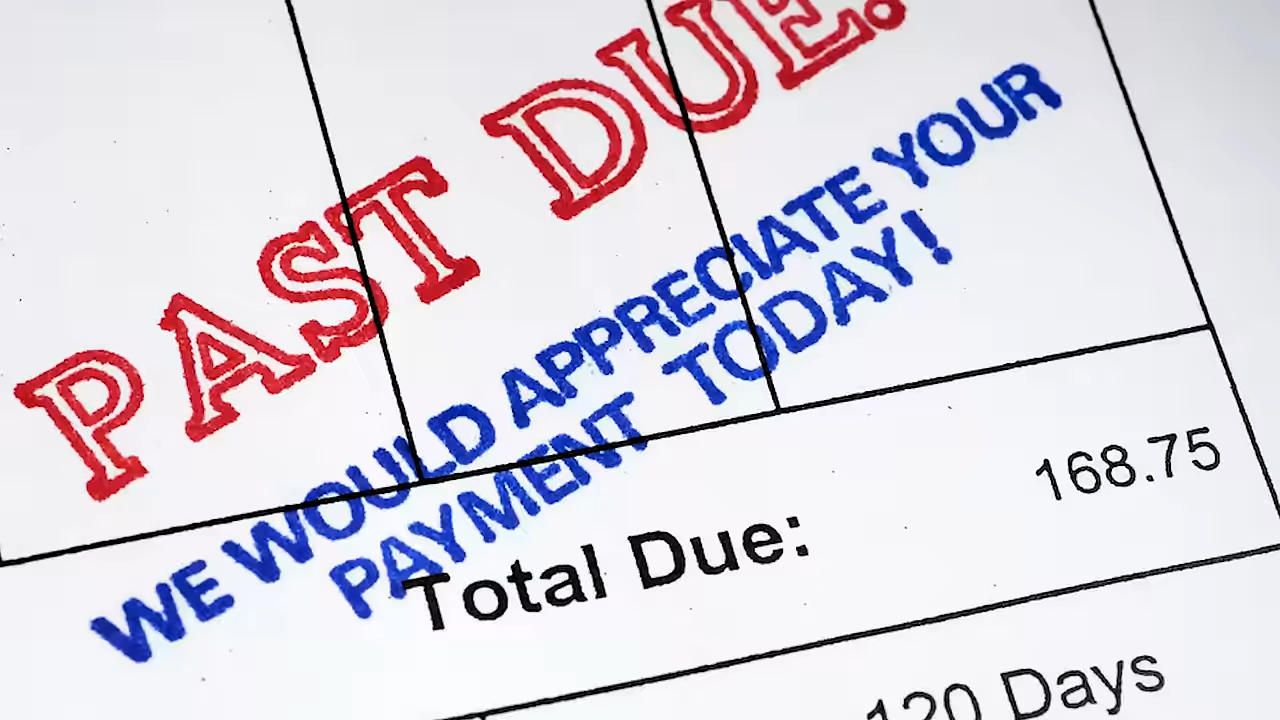 PAST DUE.
WE WOULD APPRECIATE YOUR
PAYMENT TODAY!
Total Due: 168.75
120 Days